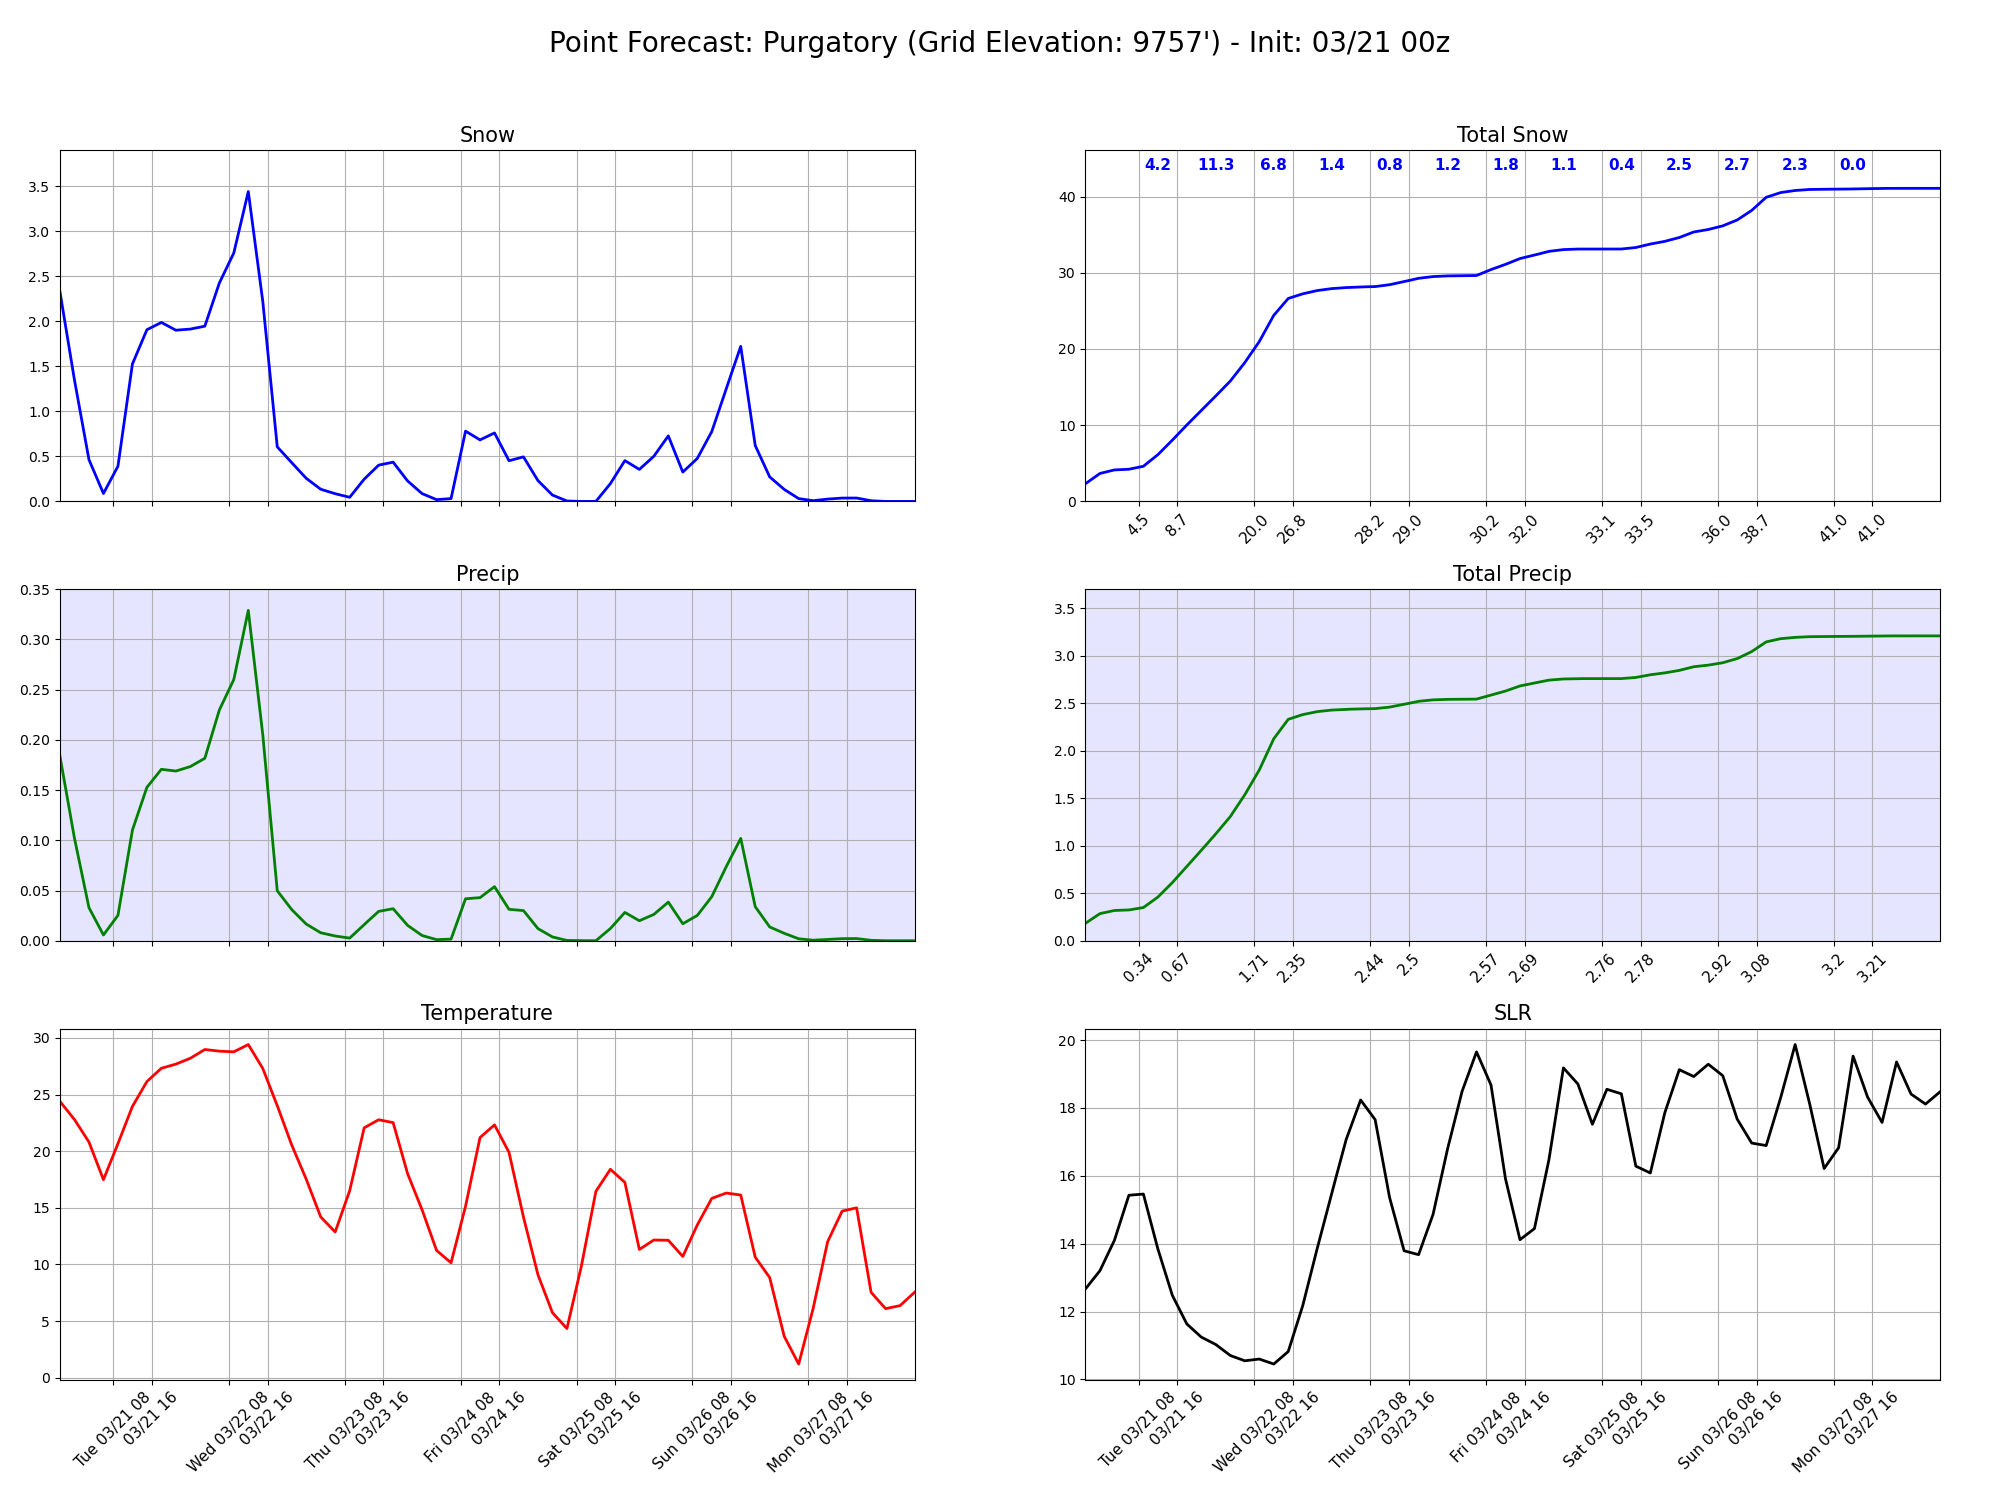 Point Forecast: Purgatory (Grid Elevation: 9757') - Init: 03/21 00z
Snow
3.5
3.0
2.5
2.0
1.5
1.0
0.5
0.0
Total Snow
4.2 11.3 6.8 1.4 0.8 1.2 1.8 1.1 0.4 2.5 2.7 2.3 0.0
40
30
20
10
0
4.5 8.7 20.0 26.8 28.2 29.0 30.2 32.0 33.1 33.5 36.0 38.7 41.0 41.0
Precip
0.35
0.30
0.25
0.20
0.15
0.10
0.05
0.00
Total Precip
3.5
3.0
2.5
2.0
1.5
1.0
0.5
0.0
0.34 0.67 1.71 2.35 2.44 2.5 2.57 2.69 2.76 2.78 2.92 3.08 3.2 3.21
Temperature
30
25
20
15
10
5
0
Tue 03/21 08
03/21 16
Wed 03/22 08
03/22 16
Thu 03/23 08
03/23 16
Fri 03/24 08
03/24 16
Sat 03/25 08
03/25 16
Sun 03/26 08
03/26 16
Mon 03/27 08
03/27 16
SLR
20
18
16
14
12
10
Tue 03/21 08
03/21 16
Wed 03/22 08
03/22 16
Thu 03/23 08
03/23 16
Fri 03/24 08
03/24 16
Sat 03/25 08
03/25 16
Sun 03/26 08
03/26 16
Mon 03/27 08
03/27 16